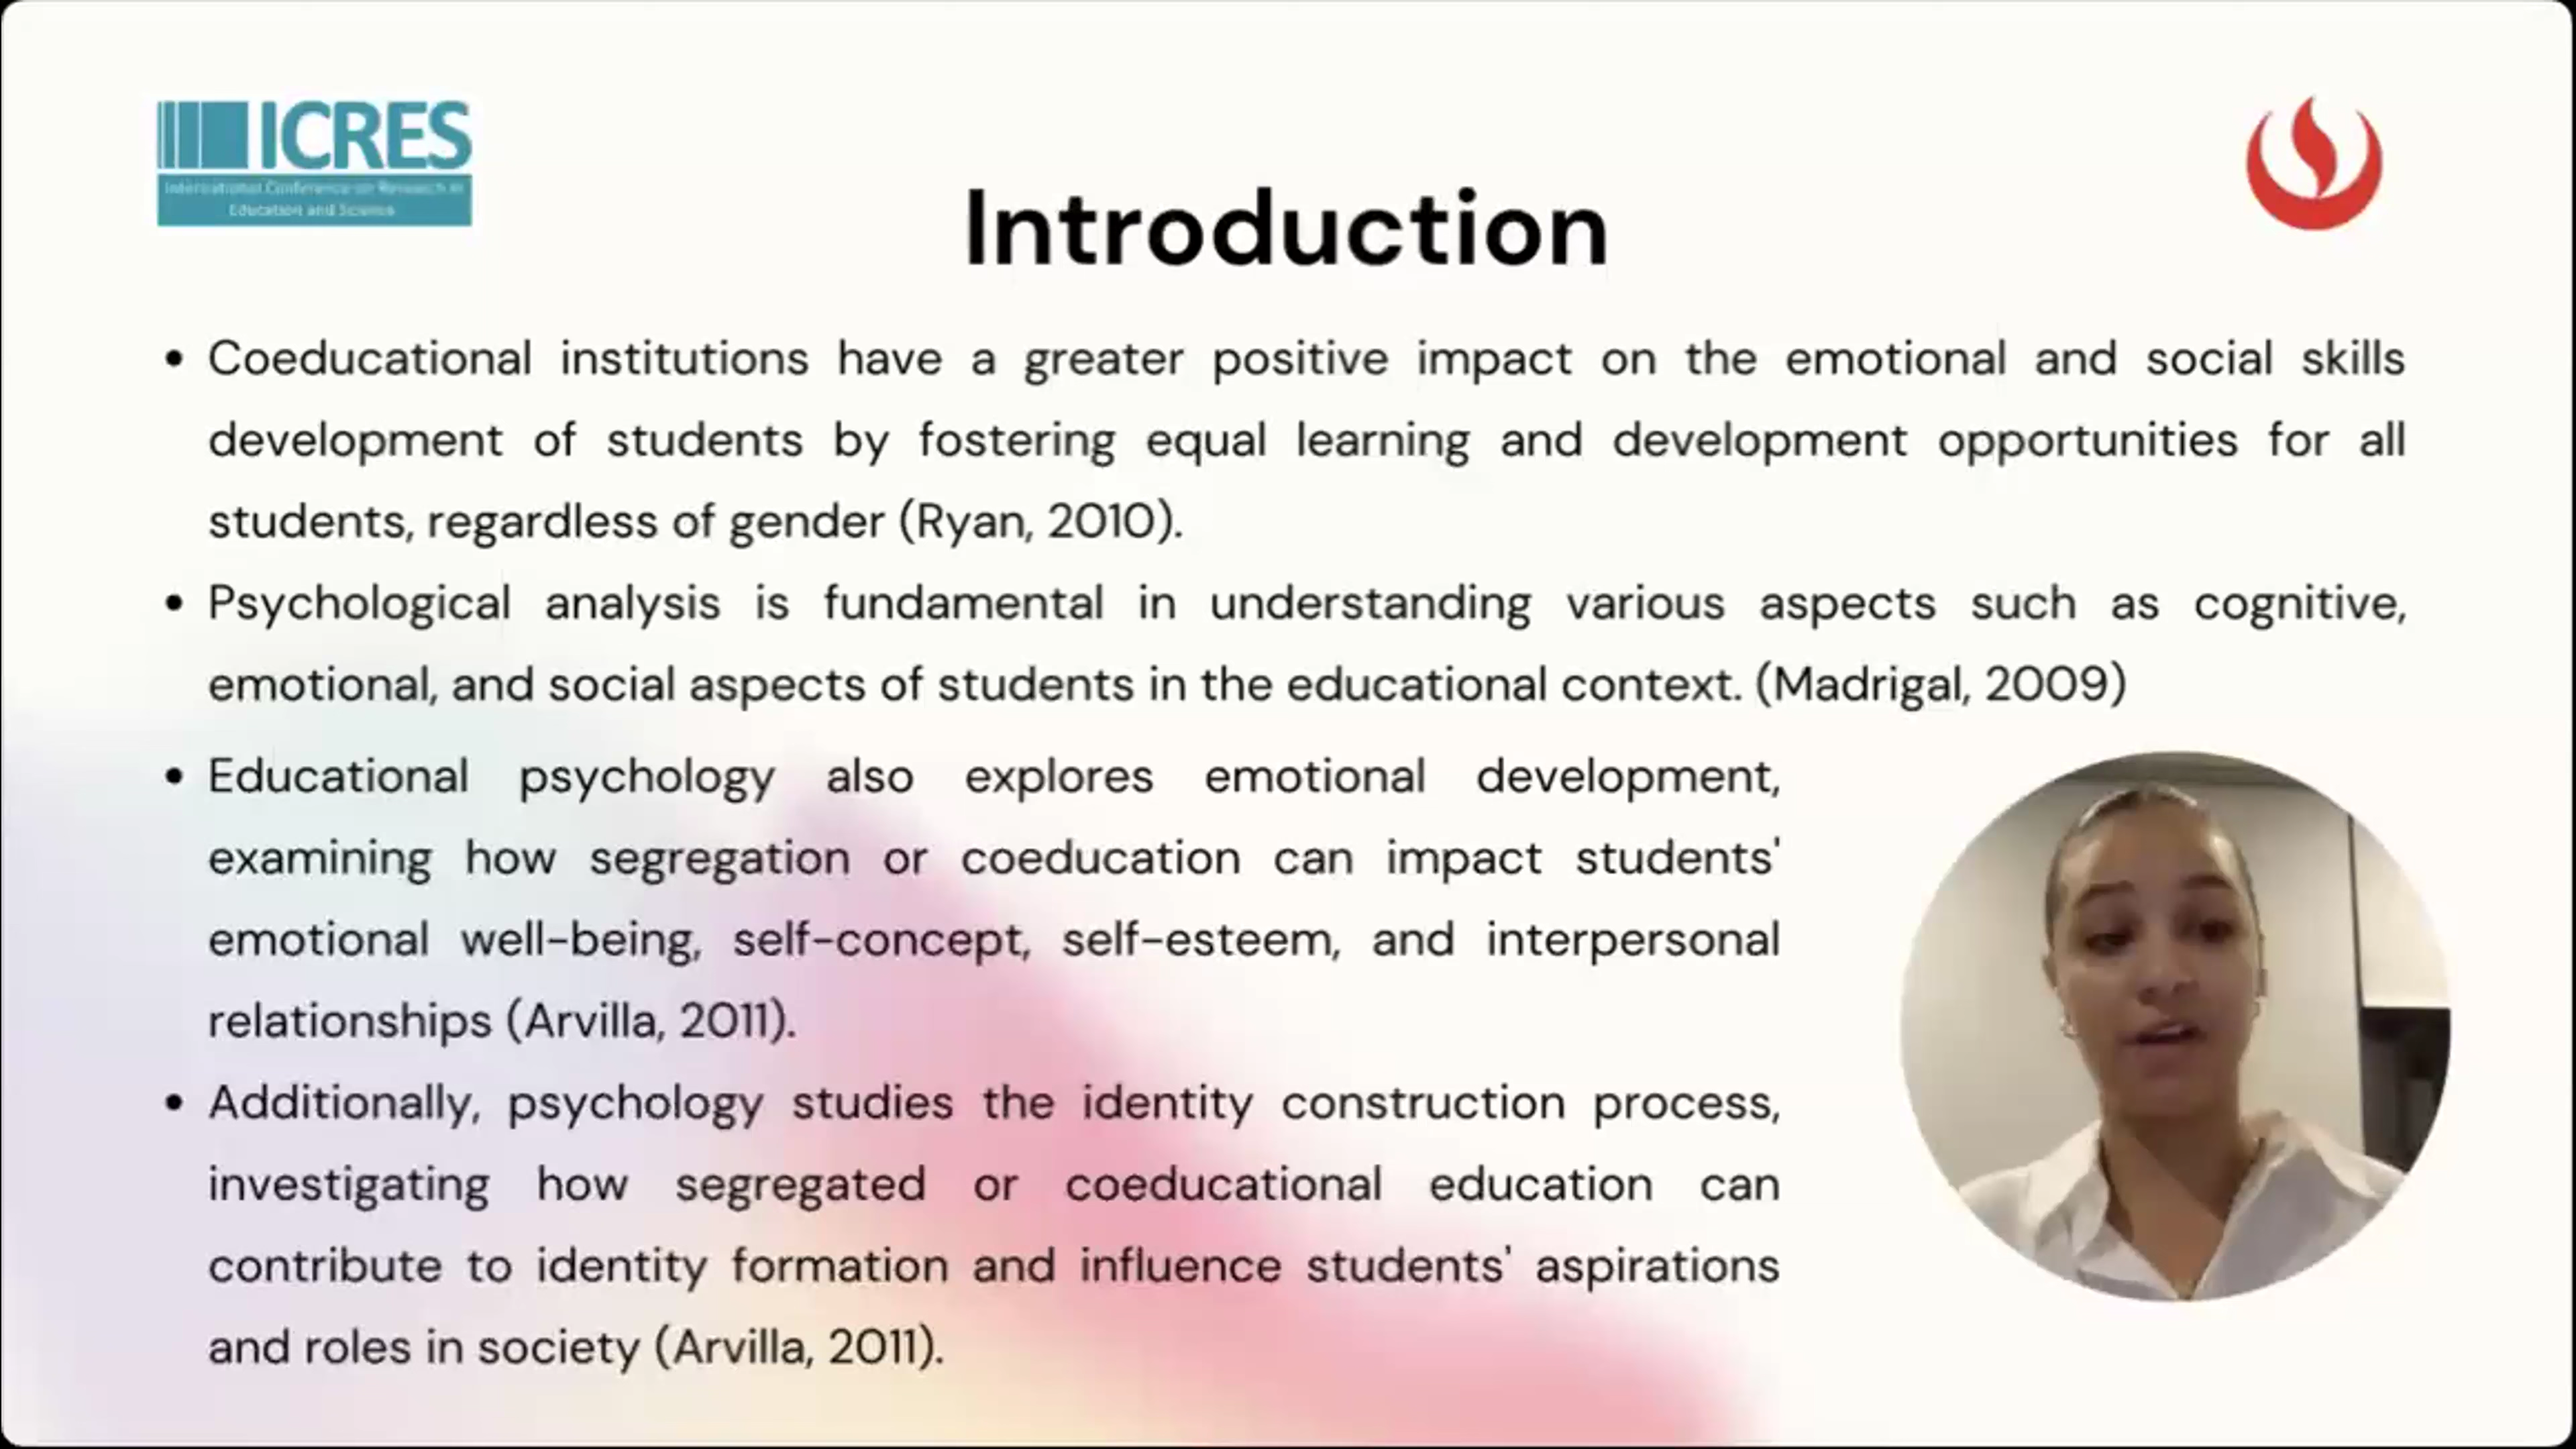 ICRES
International Conference on Research in
Education and Science
Introduction
• Coeducational institutions have a greater positive impact on the emotional and social skills
development of students by fostering equal learning and development opportunities for all
students, regardless of gender (Ryan, 2010).
• Psychological analysis is fundamental in understanding various aspects such as cognitive,
emotional, and social aspects of students in the educational context. (Madrigal, 2009)
• Educational psychology also explores emotional development,
examining how segregation or coeducation can impact students'
emotional well-being, self-concept, self-esteem, and interpersonal
relationships (Arvilla, 2011).
• Additionally, psychology studies the identity construction process,
investigating how segregated or coeducational education can
contribute to identity formation and influence students' aspirations
and roles in society (Arvilla, 2011).